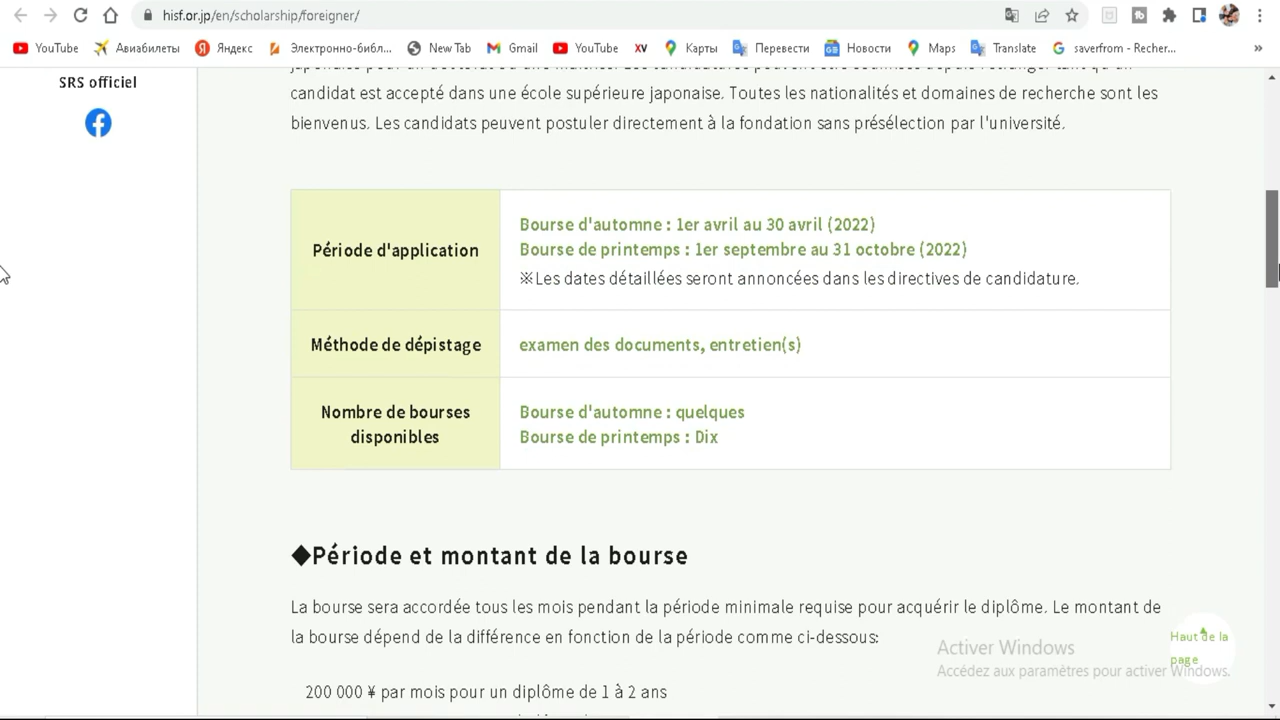 hisf.or.jp/en/scholarship/foreigner/
YouTube Авиабилеты Яндекс Электронно-библ... New Tab Gmail YouTube XV Карты Перевести Новости Maps Translate saverfrom - Recher... »
SRS officiel
candidat est accepté dans une école supérieure japonaise. Toutes les nationalités et domaines de recherche sont les
bienvenus. Les candidats peuvent postuler directement à la fondation sans présélection par l'université.
Période d'application
Bourse d'automne : 1er avril au 30 avril (2022)
Bourse de printemps : 1er septembre au 31 octobre (2022)
※Les dates détaillées seront annoncées dans les directives de candidature.
Méthode de dépistage
examen des documents, entretien(s)
Nombre de bourses
disponibles
Bourse d'automne : quelques
Bourse de printemps : Dix
◆Période et montant de la bourse
La bourse sera accordée tous les mois pendant la période minimale requise pour acquérir le diplôme. Le montant de
la bourse dépend de la différence en fonction de la période comme ci-dessous:
Haut de la
page
Activer Windows
Accédez aux paramètres pour activer Windows.
200 000 ¥ par mois pour un diplôme de 1 à 2 ans